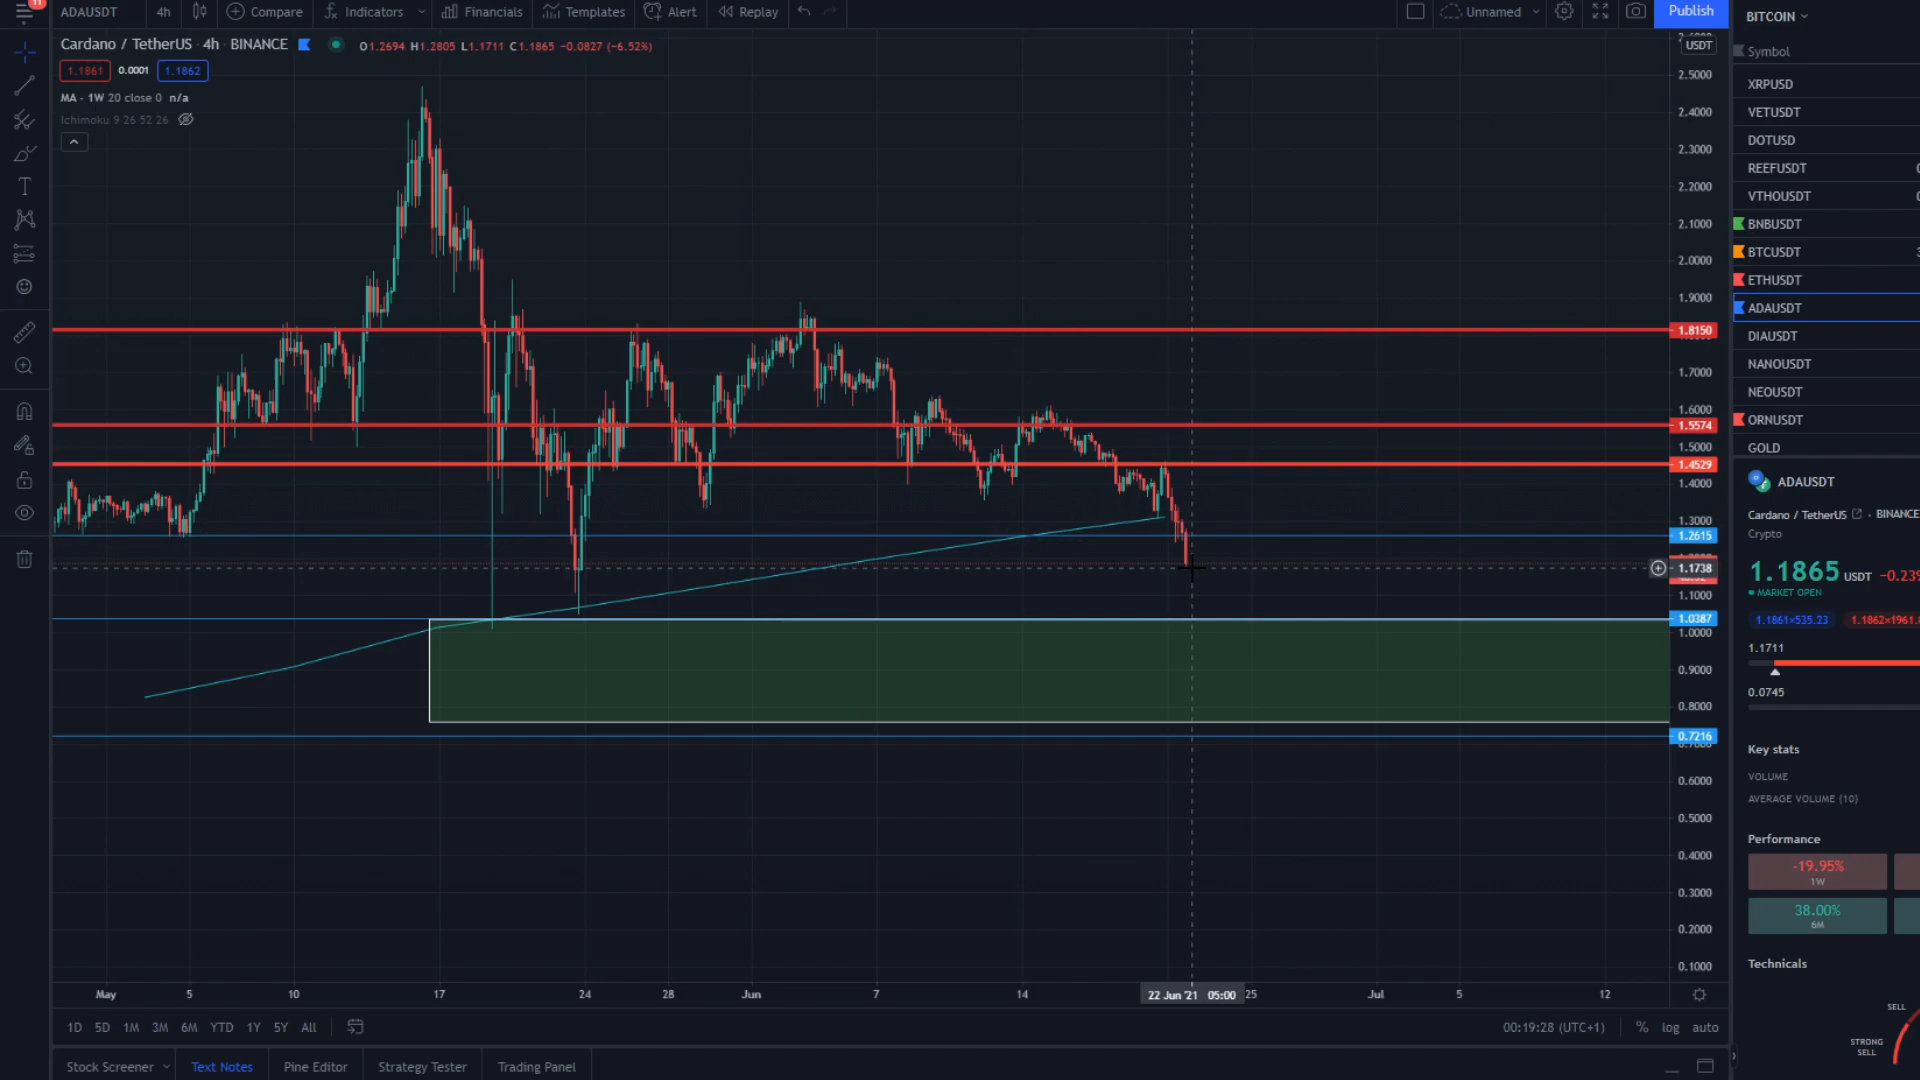 11
ADAUSDT
4h
Compare
Indicators
Financials
Templates
Alert
Replay
Unnamed
Publish
Cardano / TetherUS · 4h · BINANCE
O1.2694 H1.2805 L1.1711 C1.1865 −0.0827 (−6.52%)
1.1861
0.0001
1.1862
MA - 1W 20 close 0 n/a
Ichimoku 9 26 52 26
USDT
2.5000
2.4000
2.3000
2.2000
2.1000
2.0000
1.9000
1.8150
1.7000
1.6000
1.5574
1.5000
1.4529
1.4000
1.3000
1.2615
1.1738
1.1000
1.0387
1.0000
0.9000
0.8000
0.7216
0.6000
0.5000
0.4000
0.3000
0.2000
0.1000
May
5
10
17
24
28
Jun
7
14
22 Jun '21 05:00
25
Jul
5
12
1D
5D
1M
3M
6M
YTD
1Y
5Y
All
00:19:28 (UTC+1)
%
log
auto
Stock Screener
Text Notes
Pine Editor
Strategy Tester
Trading Panel
BITCOIN
Symbol
XRPUSD
VETUSDT
DOTUSD
REEFUSDT
VTHOUSDT
BNBUSDT
BTCUSDT
ETHUSDT
ADAUSDT
DIAUSDT
NANOUSDT
NEOUSDT
ORNUSDT
GOLD
ADAUSDT
Cardano / TetherUS · BINANCE
Crypto
1.1865 USDT −0.239
MARKET OPEN
1.1861×535.23
1.1862×1961.
1.1711
0.0745
Key stats
VOLUME
AVERAGE VOLUME (10)
Performance
-19.95%
1W
38.00%
6M
Technicals
SELL
STRONG
SELL